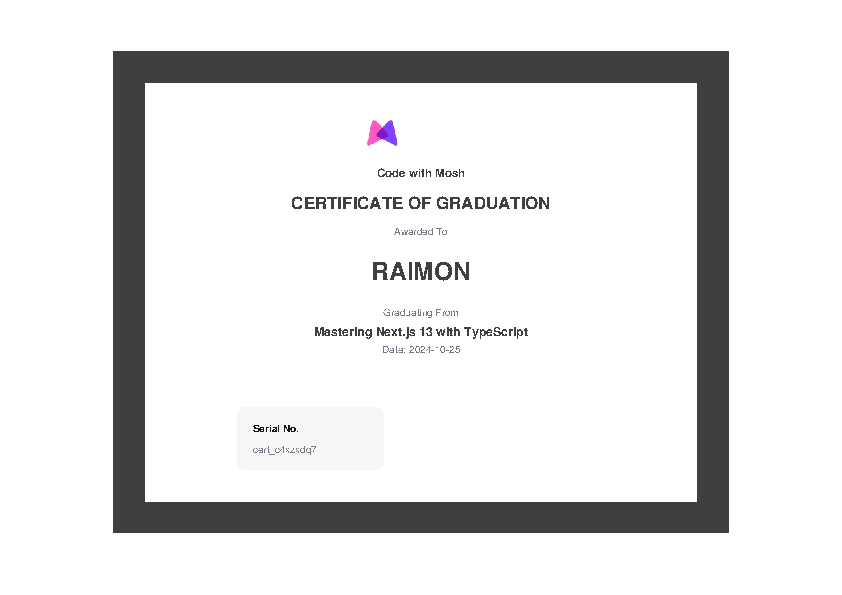 Code with Mosh
CERTIFICATE OF GRADUATION
Awarded To
RAIMON
Graduating From
Mastering Next.js 13 with TypeScript
Date: 2024-10-25
Serial No.